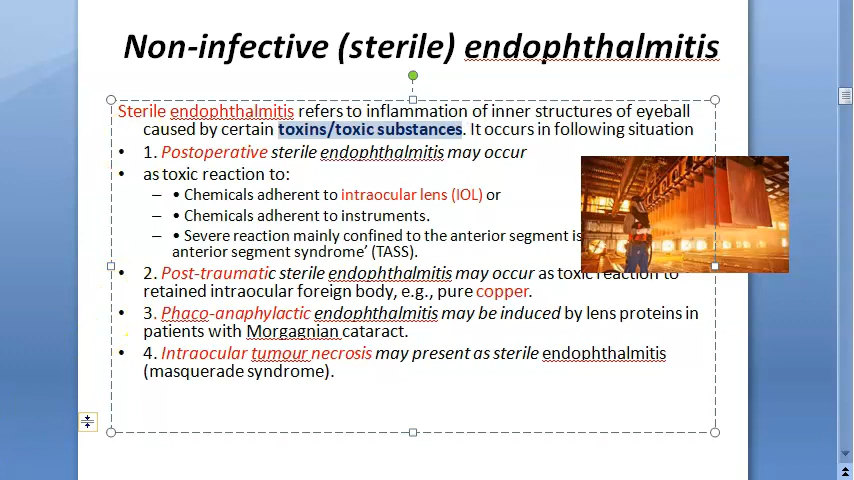 Non-infective (sterile) endophthalmitis
Sterile endophthalmitis refers to inflammation of inner structures of eyeball
caused by certain toxins/toxic substances. It occurs in following situation
• 1. Postoperative sterile endophthalmitis may occur
• as toxic reaction to:
– • Chemicals adherent to intraocular lens (IOL) or
– • Chemicals adherent to instruments.
– • Severe reaction mainly confined to the anterior segment is
anterior segment syndrome’ (TASS).
• 2. Post-traumatic sterile endophthalmitis may occur as toxic reaction to
retained intraocular foreign body, e.g., pure copper.
• 3. Phaco-anaphylactic endophthalmitis may be induced by lens proteins in
patients with Morgagnian cataract.
• 4. Intraocular tumour necrosis may present as sterile endophthalmitis
(masquerade syndrome).